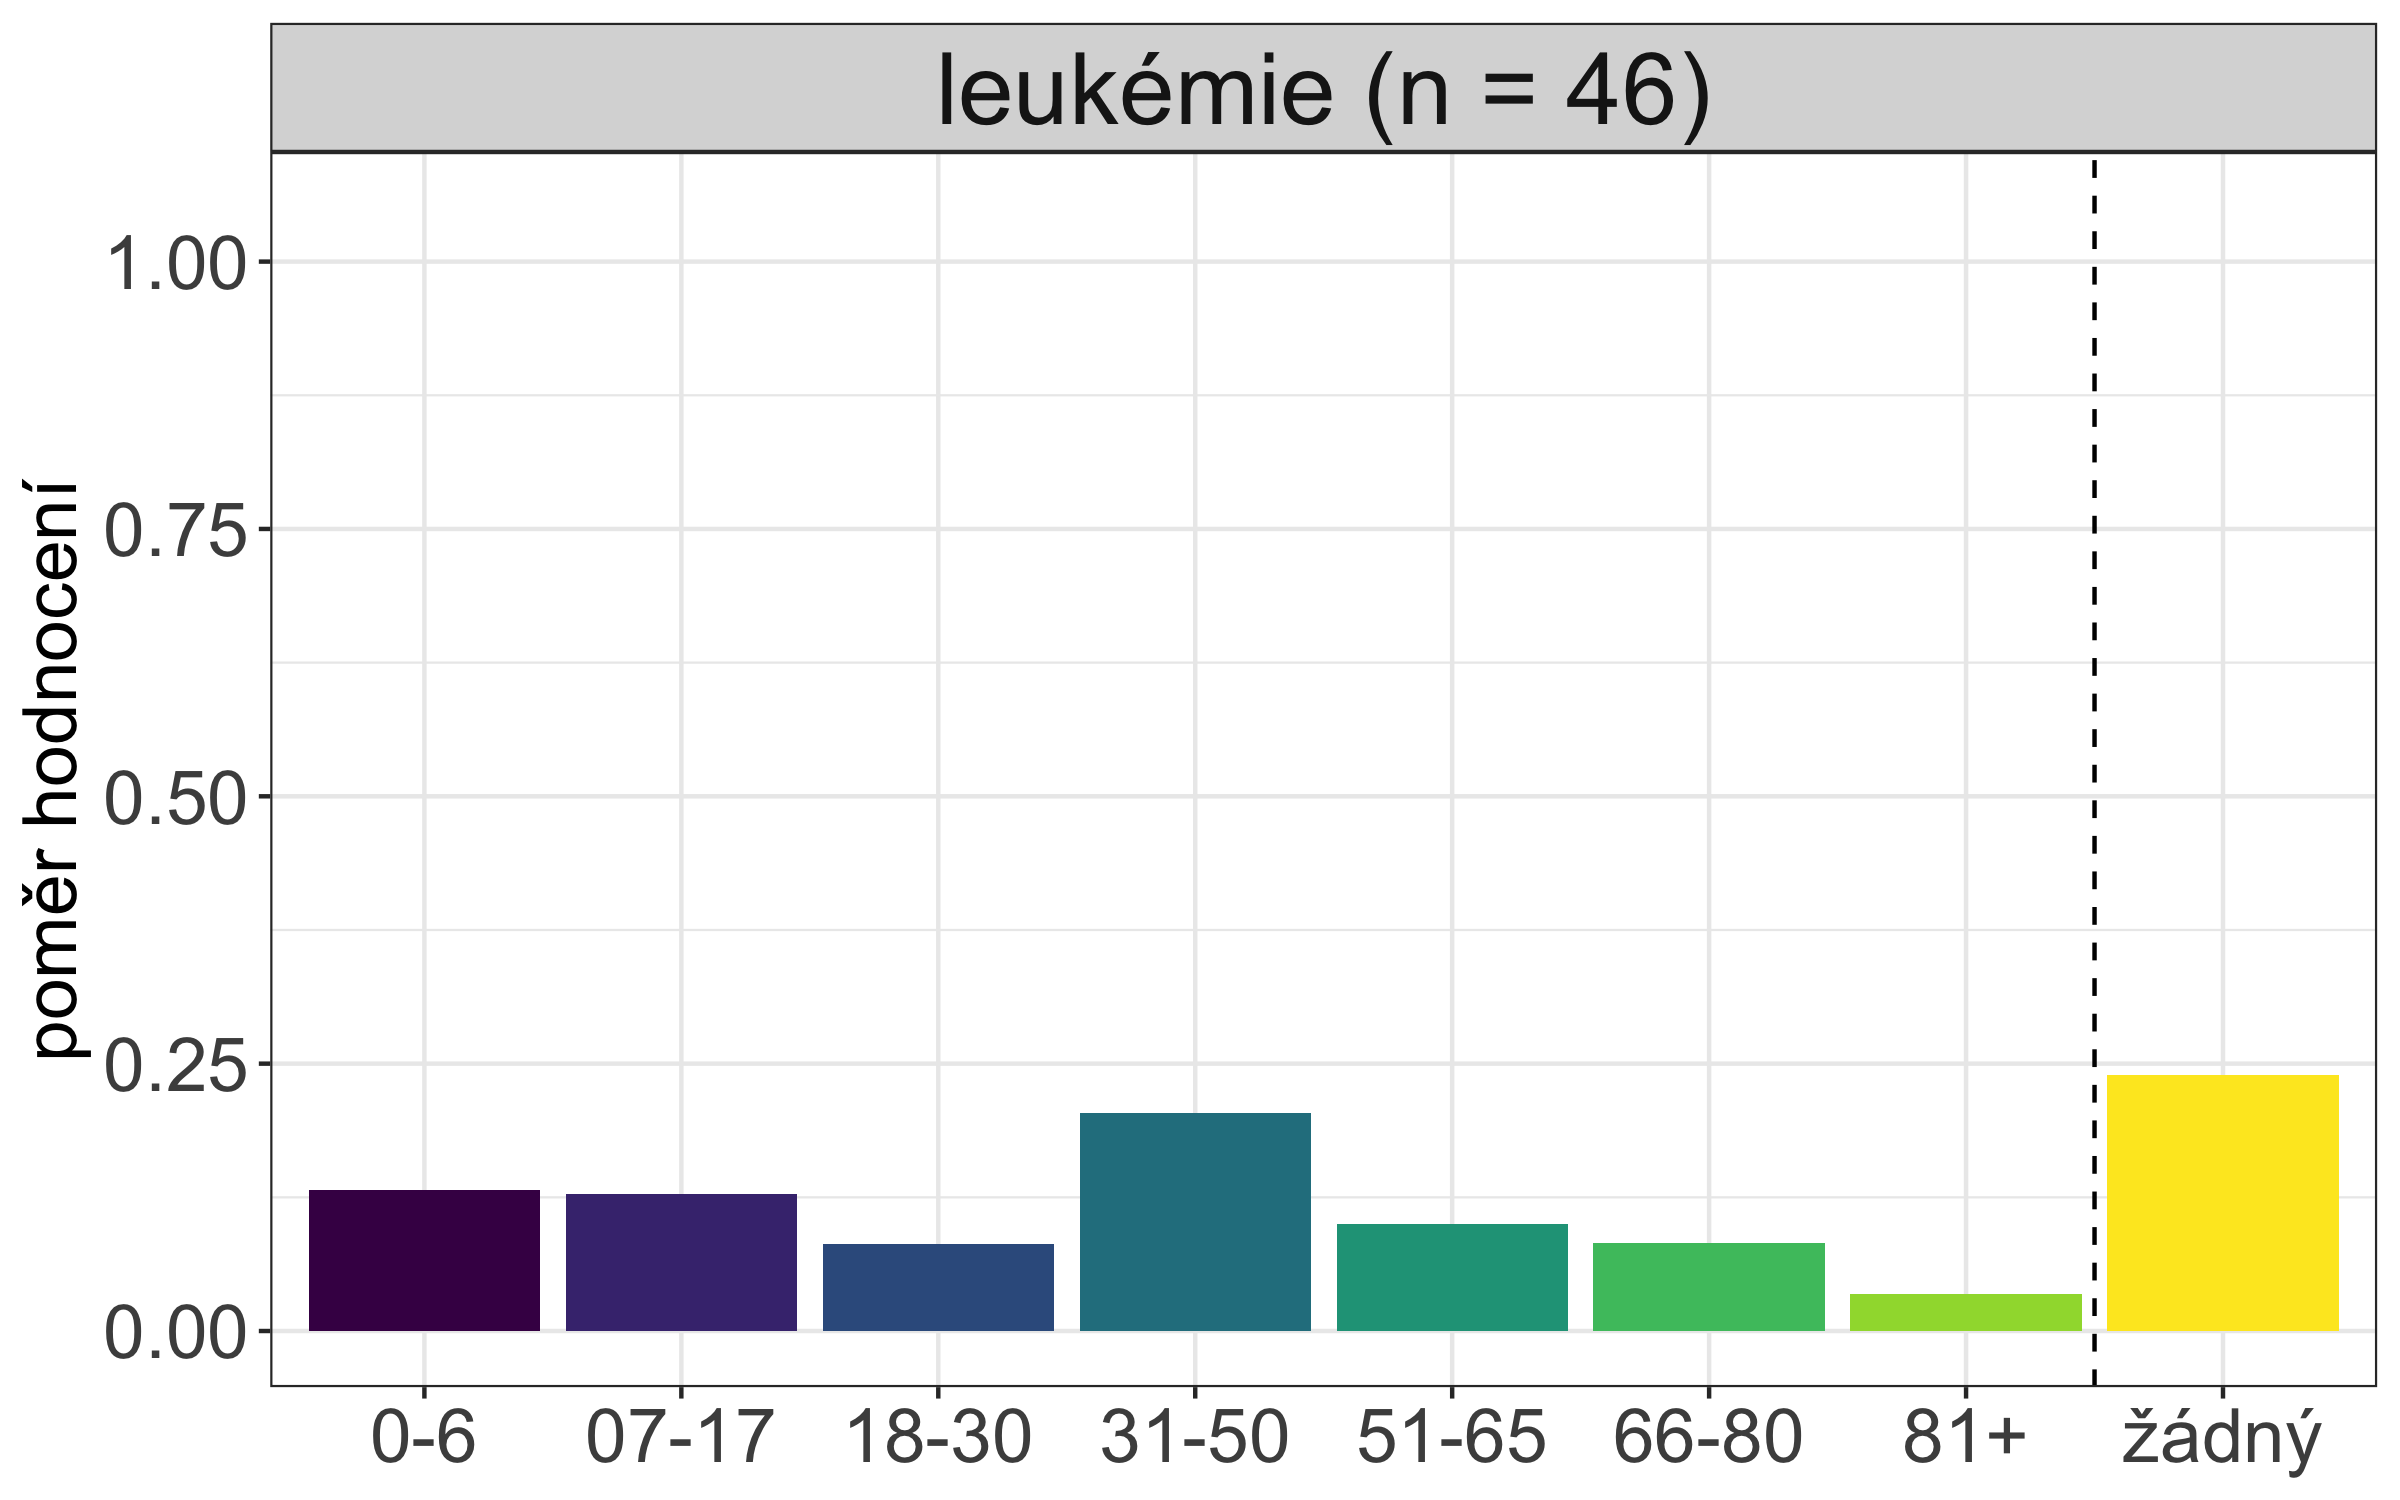 leukémie (n = 46)
poměr hodnocení
1.00
0.75
0.50
0.25
0.00
0-6 07-17 18-30 31-50 51-65 66-80 81+ žádný